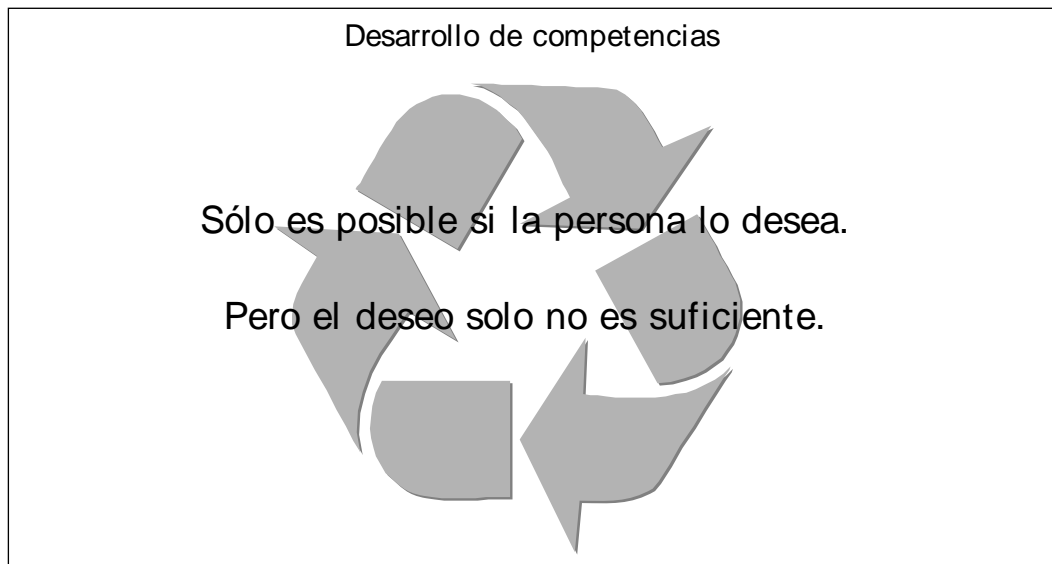 Desarrollo de competencias
Sólo es posible si la persona lo desea.
Pero el deseo solo no es suficiente.